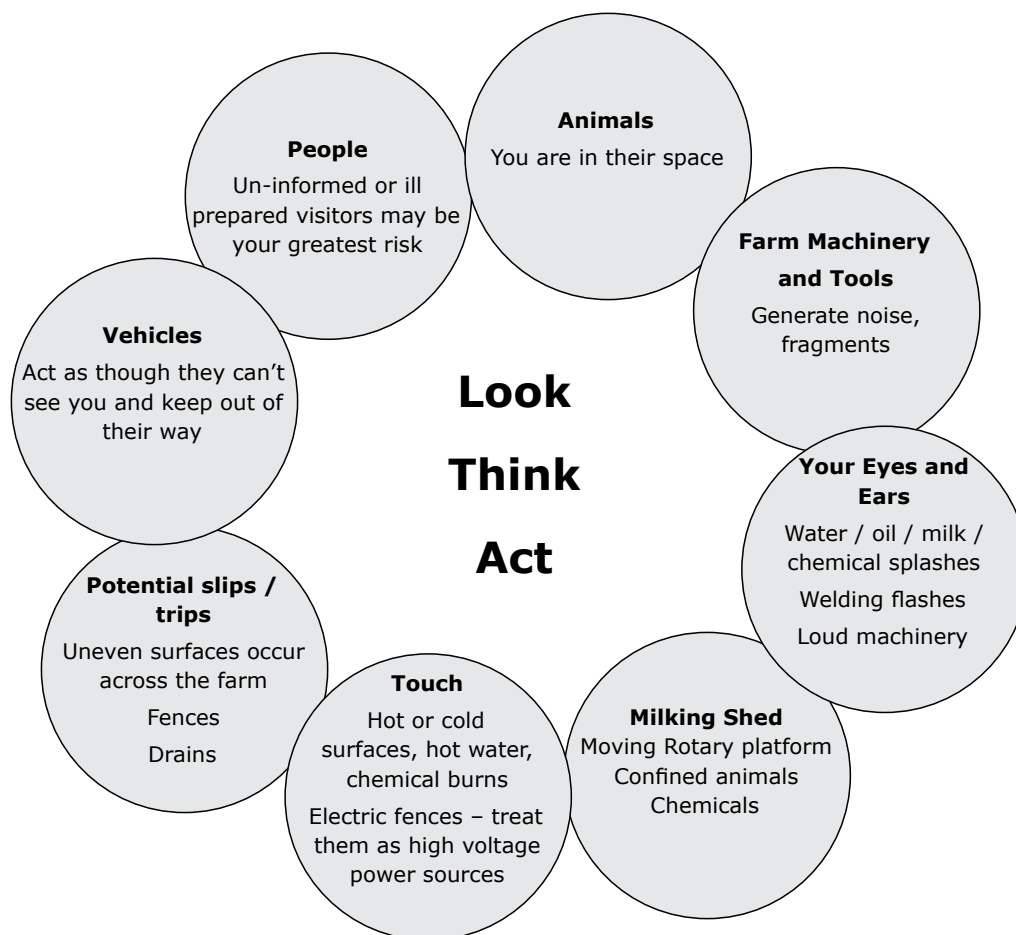 Animals
You are in their space
Farm Machinery
and Tools
Generate noise,
fragments
Your Eyes and
Ears
Water / oil / milk /
chemical splashes
Welding flashes
Loud machinery
Milking Shed
Moving Rotary platform
Confined animals
Chemicals
Touch
Hot or cold
surfaces, hot water,
chemical burns
Electric fences – treat
them as high voltage
power sources
Potential slips /
trips
Uneven surfaces occur
across the farm
Fences
Drains
Vehicles
Act as though they can’t
see you and keep out of
their way
People
Un-informed or ill
prepared visitors may be
your greatest risk
Look
Think
Act